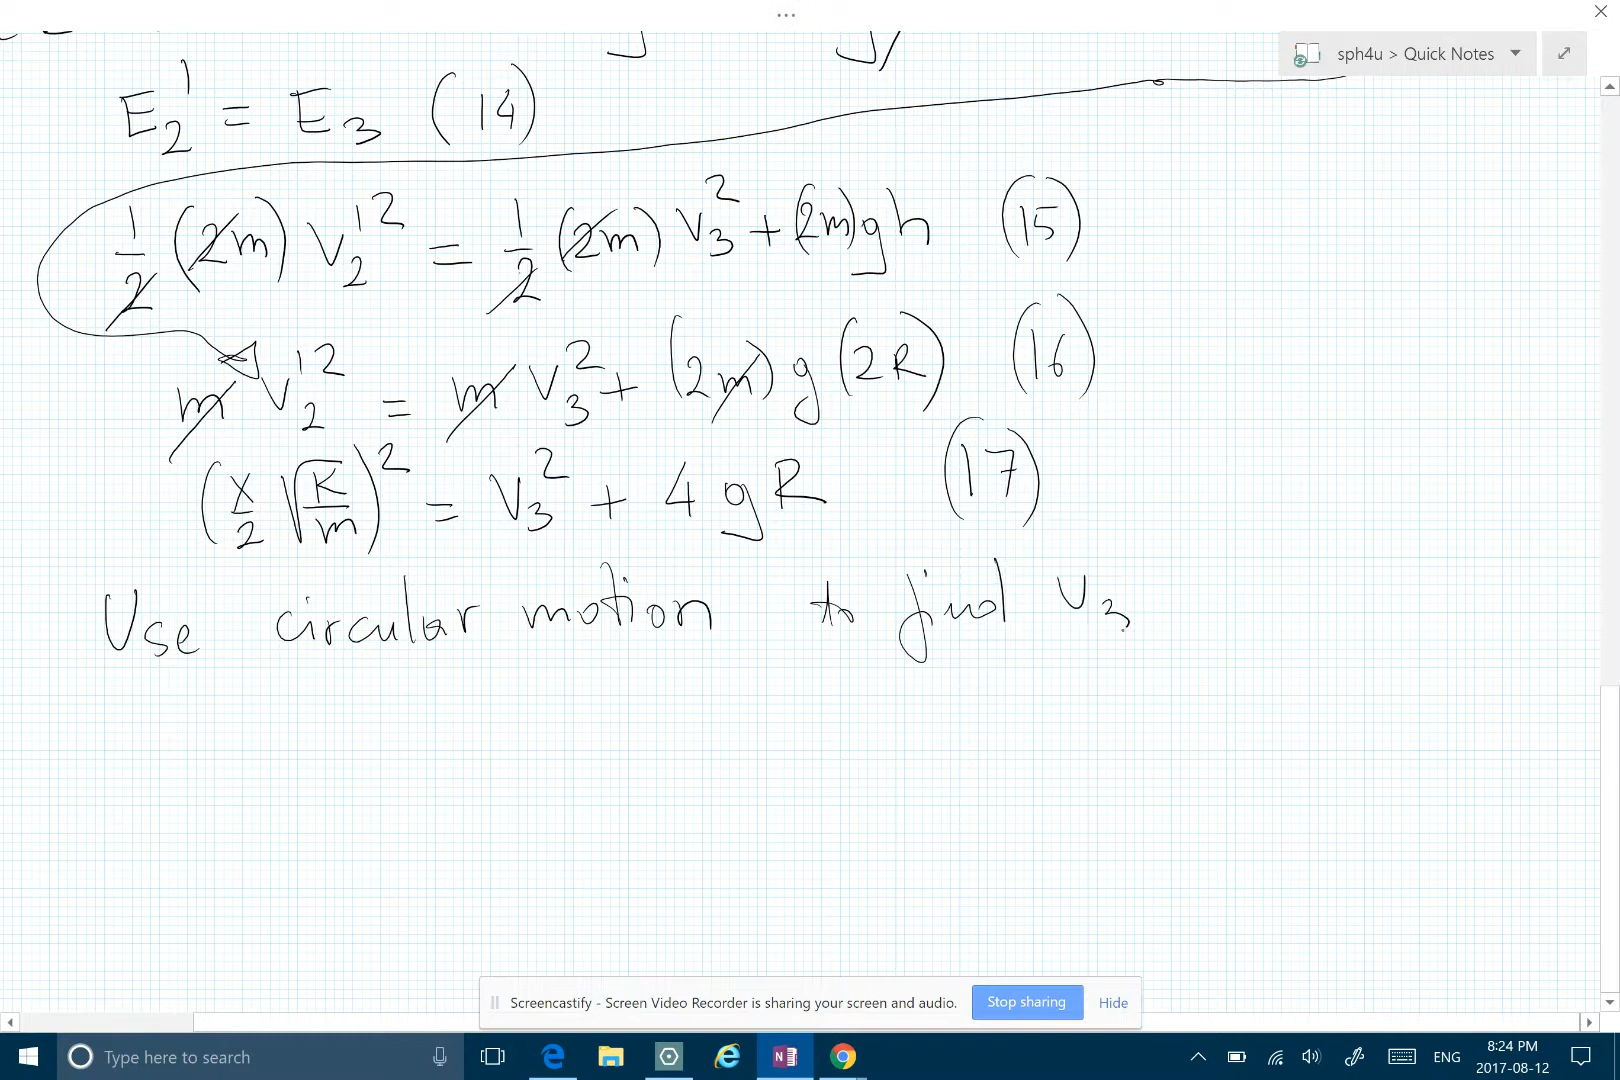 sph4u > Quick Notes
E₂' = E₃ (14)
1/2 (2m) v₂'² = 1/2 (2m) v₃² + (2m)gh (15)
m v₂'² = m v₃² + (2m) g (2R) (16)
(x/2 √(k/m))² = v₃² + 4 gR (17)
Use circular motion to find v₃
Screencastify - Screen Video Recorder is sharing your screen and audio. Stop sharing Hide
Type here to search
ENG
8:24 PM
2017-08-12